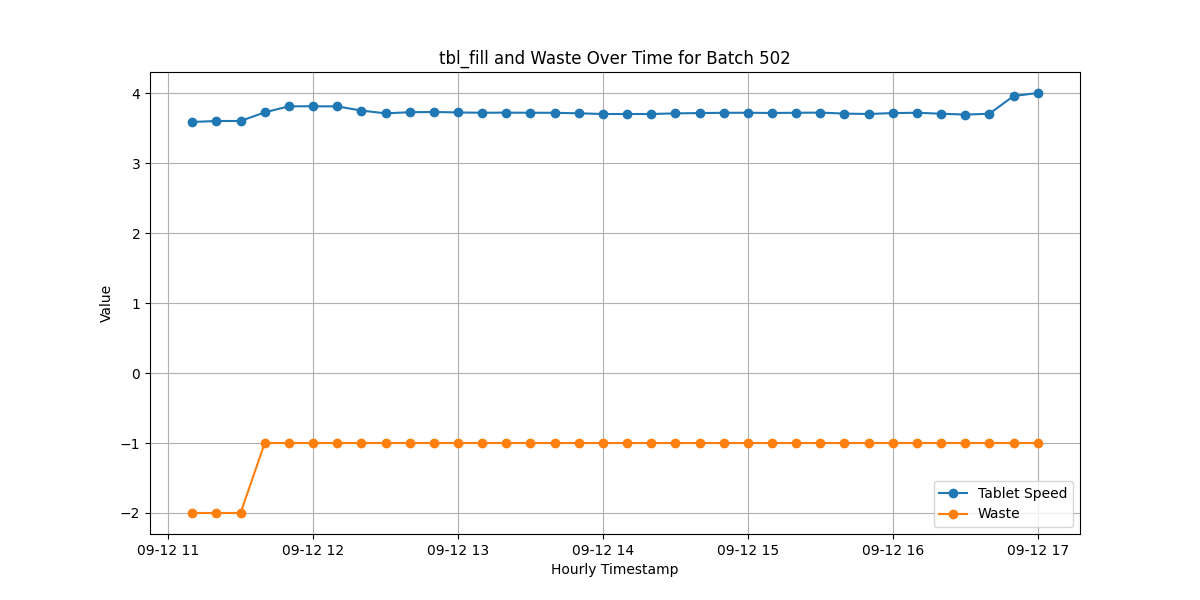 tbl_fill and Waste Over Time for Batch 502
Value
4
3
2
1
0
−1
−2
Tablet Speed
Waste
09-12 11
09-12 12
09-12 13
09-12 14
09-12 15
09-12 16
09-12 17
Hourly Timestamp